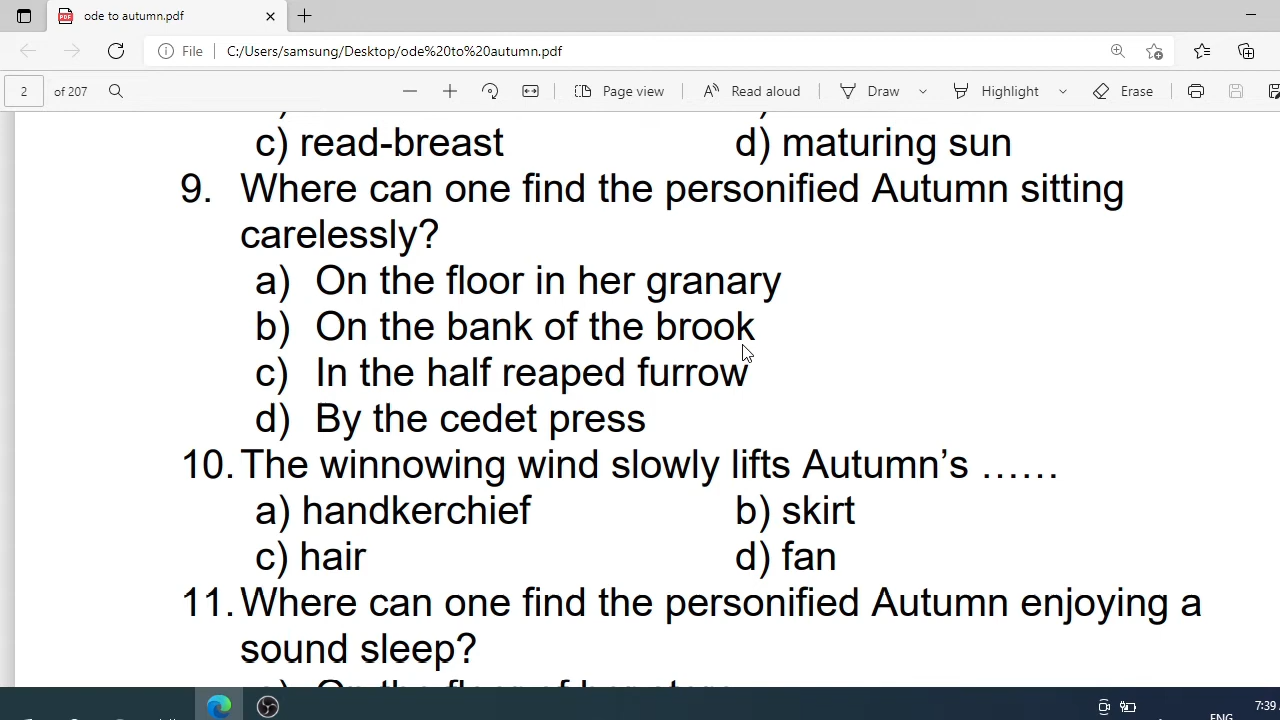 ode to autumn.pdf
File C:/Users/samsung/Desktop/ode%20to%20autumn.pdf
2 of 207 Page view Read aloud Draw Highlight Erase
c) read-breast d) maturing sun
9. Where can one find the personified Autumn sitting
carelessly?
a) On the floor in her granary
b) On the bank of the brook
c) In the half reaped furrow
d) By the cedet press
10. The winnowing wind slowly lifts Autumn’s ……
a) handkerchief b) skirt
c) hair d) fan
11. Where can one find the personified Autumn enjoying a
sound sleep?
7:39
ENG